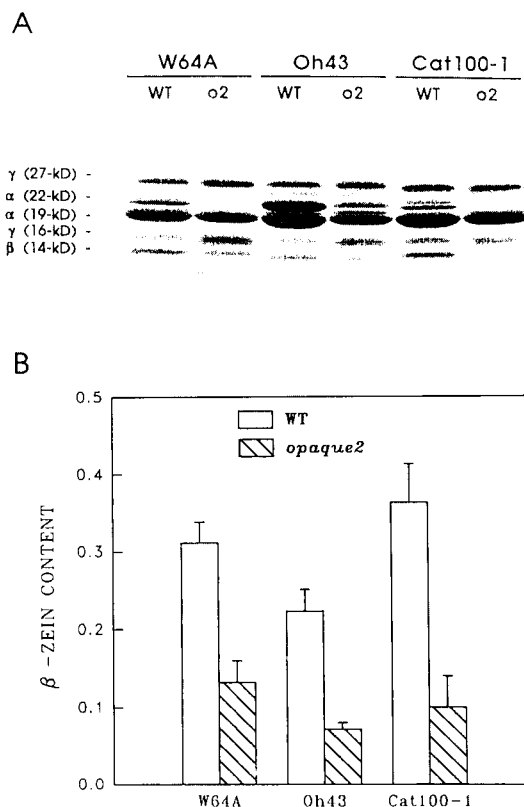 A
W64A Oh43 Cat100-1
WT o2 WT o2 WT o2
γ (27-kD) -
α (22-kD) -
α (19-kD) -
γ (16-kD) -
β (14-kD) -
B
0.5
0.4
0.3
0.2
0.1
0.0
β -ZEIN CONTENT
WT
opaque2
W64A Oh43 Cat100-1